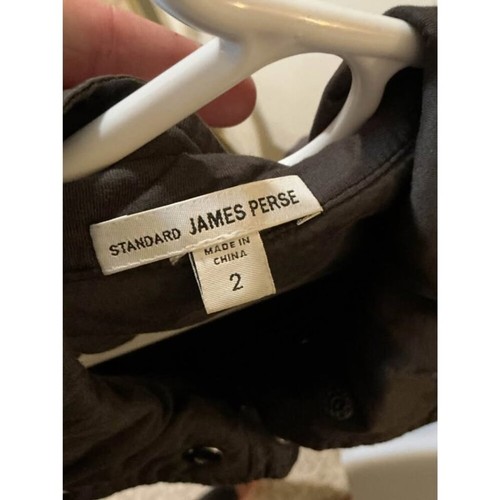 STANDARD JAMES PERSE
MADE IN
CHINA
2